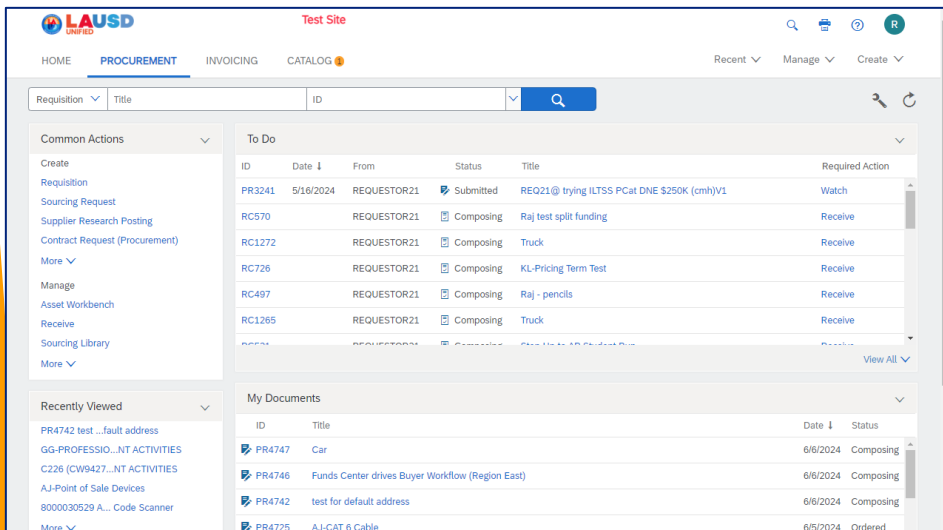 LAUSD
UNIFIED
Test Site
R
HOME PROCUREMENT INVOICING CATALOG 1 Recent Manage Create
Requisition Title ID
Common Actions
Create
Requisition
Sourcing Request
Supplier Research Posting
Contract Request (Procurement)
More
Manage
Asset Workbench
Receive
Sourcing Library
More
To Do
ID Date ↓ From Status Title Required Action
PR3241 5/16/2024 REQUESTOR21 Submitted REQ21@ trying ILTSS PCat DNE $250K (cmh)V1 Watch
RC570 REQUESTOR21 Composing Raj test split funding Receive
RC1272 REQUESTOR21 Composing Truck Receive
RC726 REQUESTOR21 Composing KL-Pricing Term Test Receive
RC497 REQUESTOR21 Composing Raj - pencils Receive
RC1265 REQUESTOR21 Composing Truck Receive
View All
Recently Viewed
PR4742 test ...fault address
GG-PROFESSIO...NT ACTIVITIES
C226 (CW9427...NT ACTIVITIES
AJ-Point of Sale Devices
8000030529 A... Code Scanner
More
My Documents
ID Title Date ↓ Status
PR4747 Car 6/6/2024 Composing
PR4746 Funds Center drives Buyer Workflow (Region East) 6/6/2024 Composing
PR4742 test for default address 6/6/2024 Composing
PR4725 AJ-CAT 6 Cable 6/5/2024 Ordered